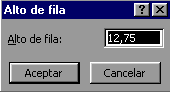 Alto de fila
Alto de fila: 12,75
Aceptar Cancelar